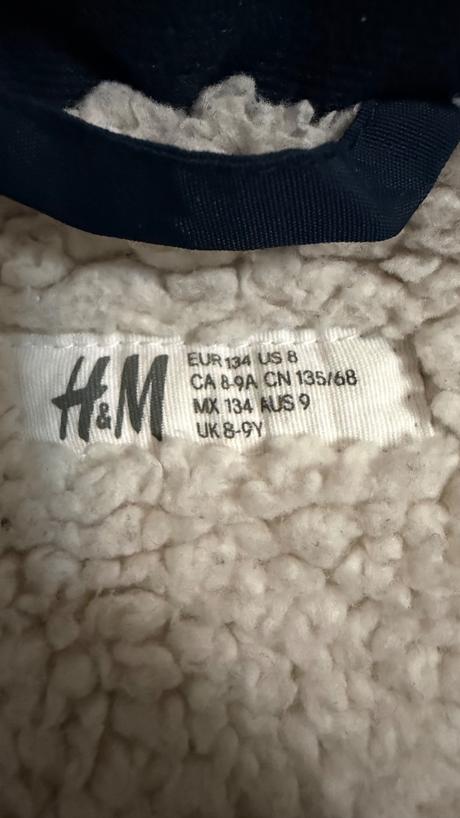 H&M
EUR 134 US 8
CA 8-9A CN 135/68
MX 134 AUS 9
UK 8-9Y